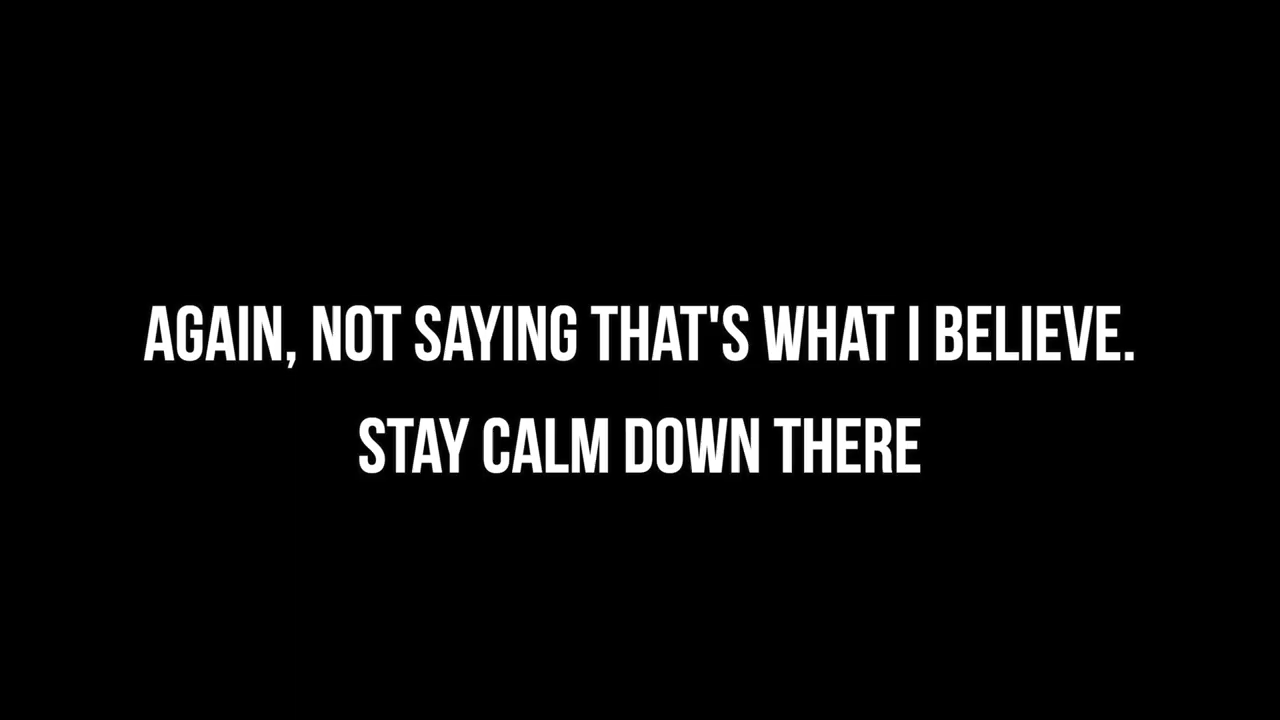 AGAIN, NOT SAYING THAT'S WHAT I BELIEVE.
STAY CALM DOWN THERE